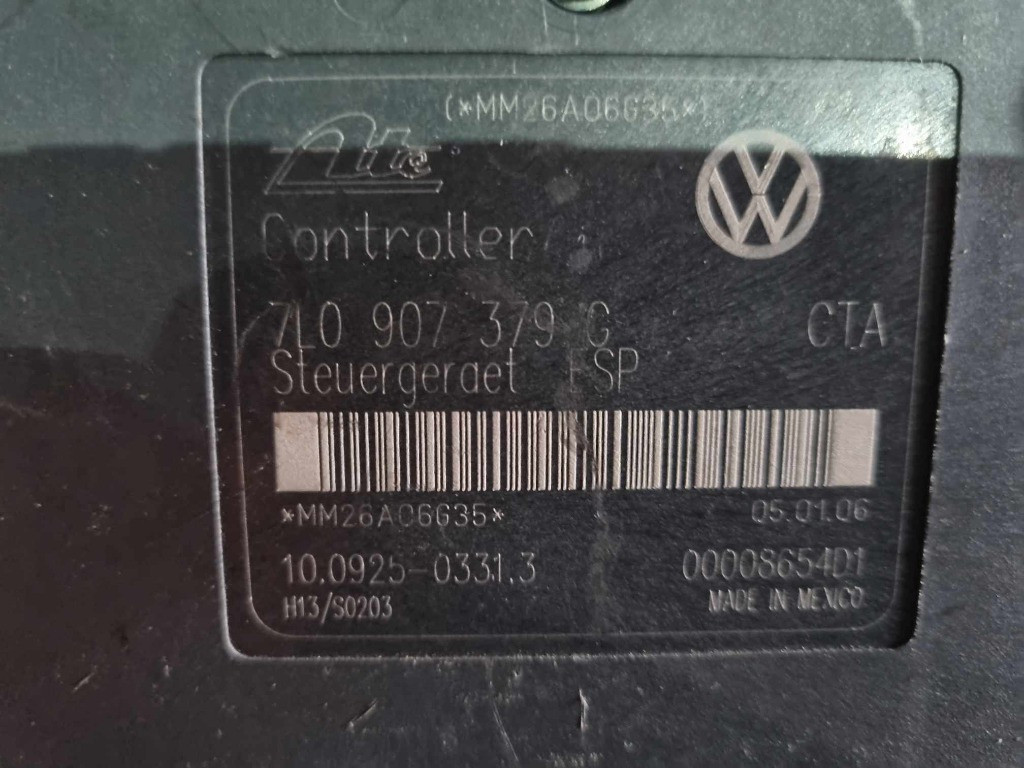 (*MM26A06G35*)
Ate
Controller
7L0 907 379 G CTA
Steuergeraet ESP
*MM26A06G35* 05.01.06
10.0925-0331.3 00008654D1
H13/S0203 MADE IN MEXICO